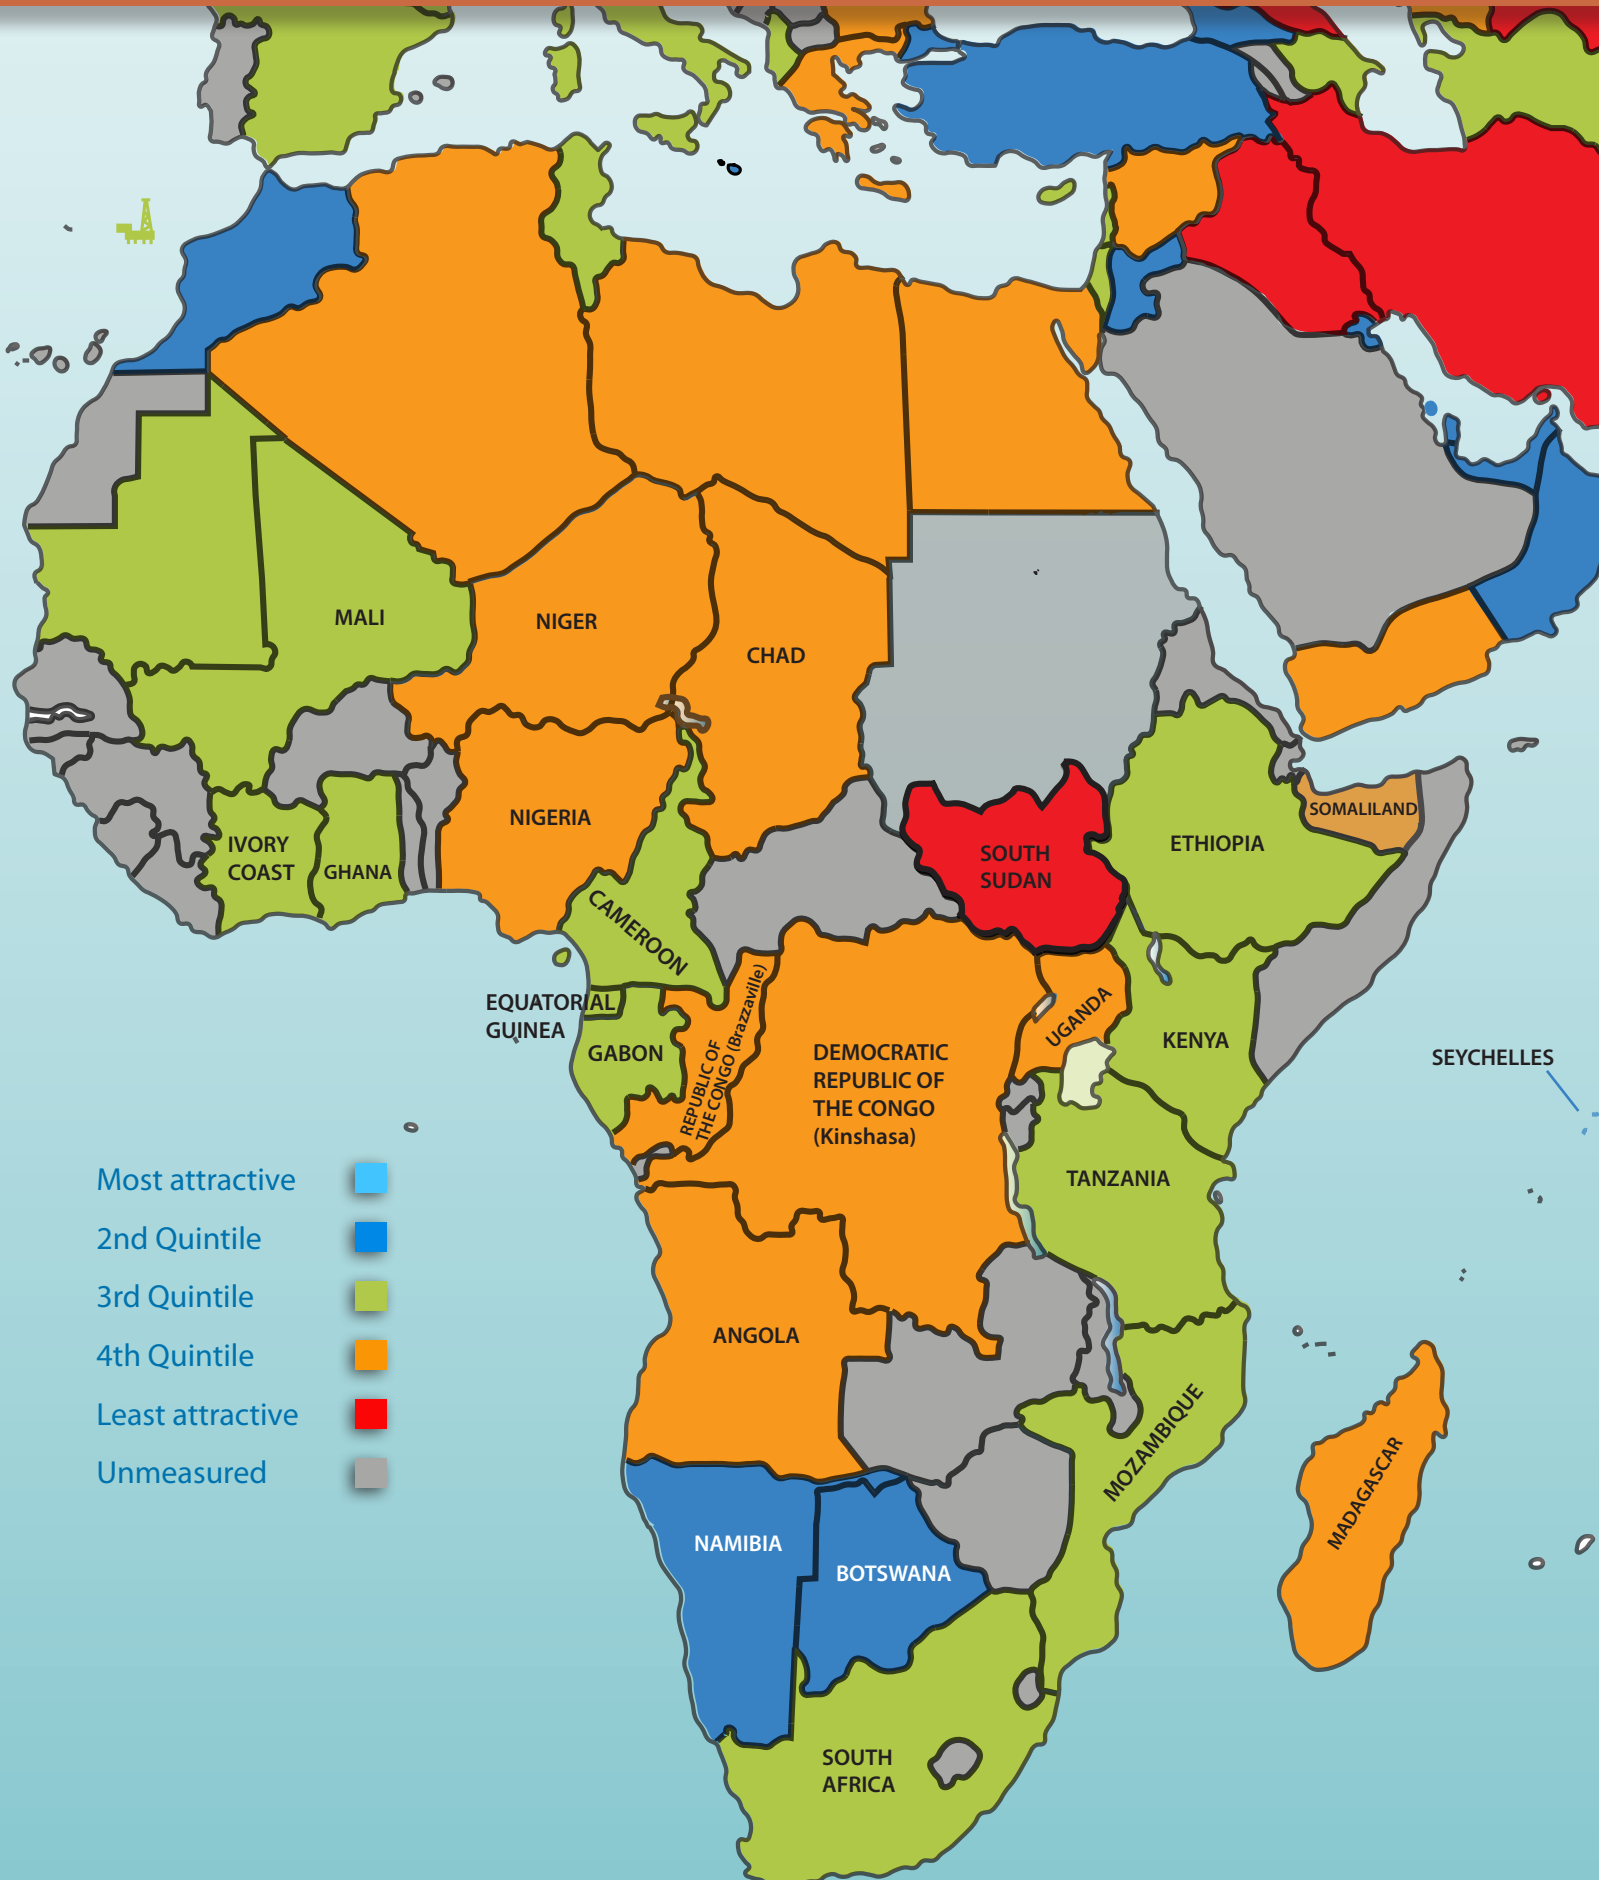 MALI
NIGER
CHAD
NIGERIA
SOMALILAND
IVORY
COAST
GHANA
ETHIOPIA
SOUTH
SUDAN
CAMEROON
EQUATORIAL
GUINEA
GABON
REPUBLIC OF
THE CONGO (Brazzaville)
UGANDA
KENYA
DEMOCRATIC
REPUBLIC OF
THE CONGO
(Kinshasa)
SEYCHELLES
TANZANIA
Most attractive
2nd Quintile
3rd Quintile
4th Quintile
Least attractive
Unmeasured
ANGOLA
MOZAMBIQUE
MADAGASCAR
NAMIBIA
BOTSWANA
SOUTH
AFRICA